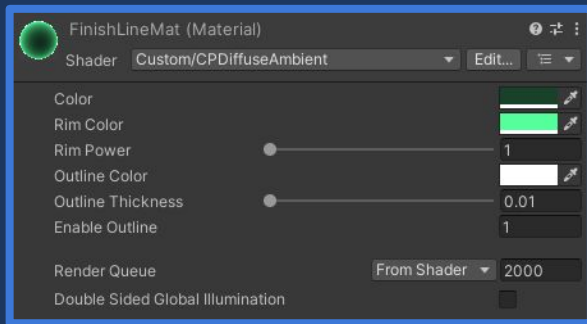 FinishLineMat (Material)
Shader Custom/CPDiffuseAmbient Edit...
Color
Rim Color
Rim Power 1
Outline Color
Outline Thickness 0.01
Enable Outline 1
Render Queue From Shader 2000
Double Sided Global Illumination